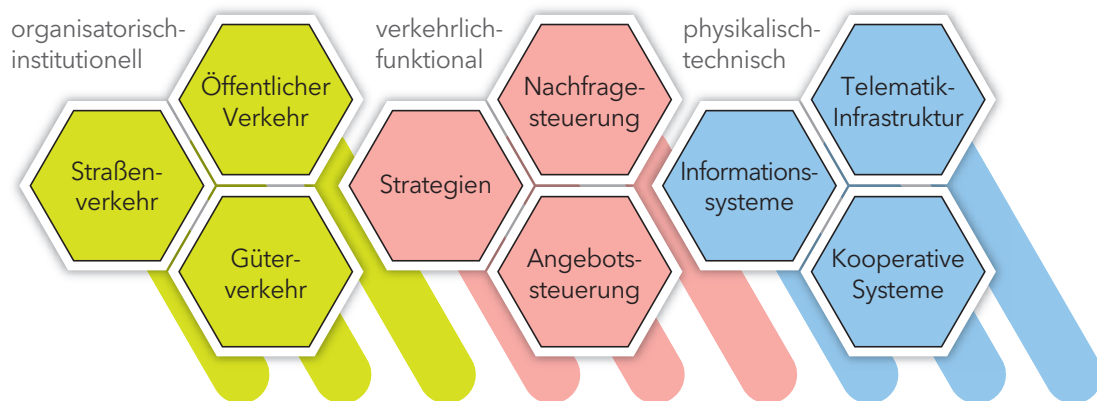 organisatorisch-
institutionell
Öffentlicher
Verkehr
Straßen-
verkehr
Güter-
verkehr
verkehrlich-
funktional
Nachfrage-
steuerung
Strategien
Angebots-
steuerung
physikalisch-
technisch
Telematik-
Infrastruktur
Informations-
systeme
Kooperative
Systeme